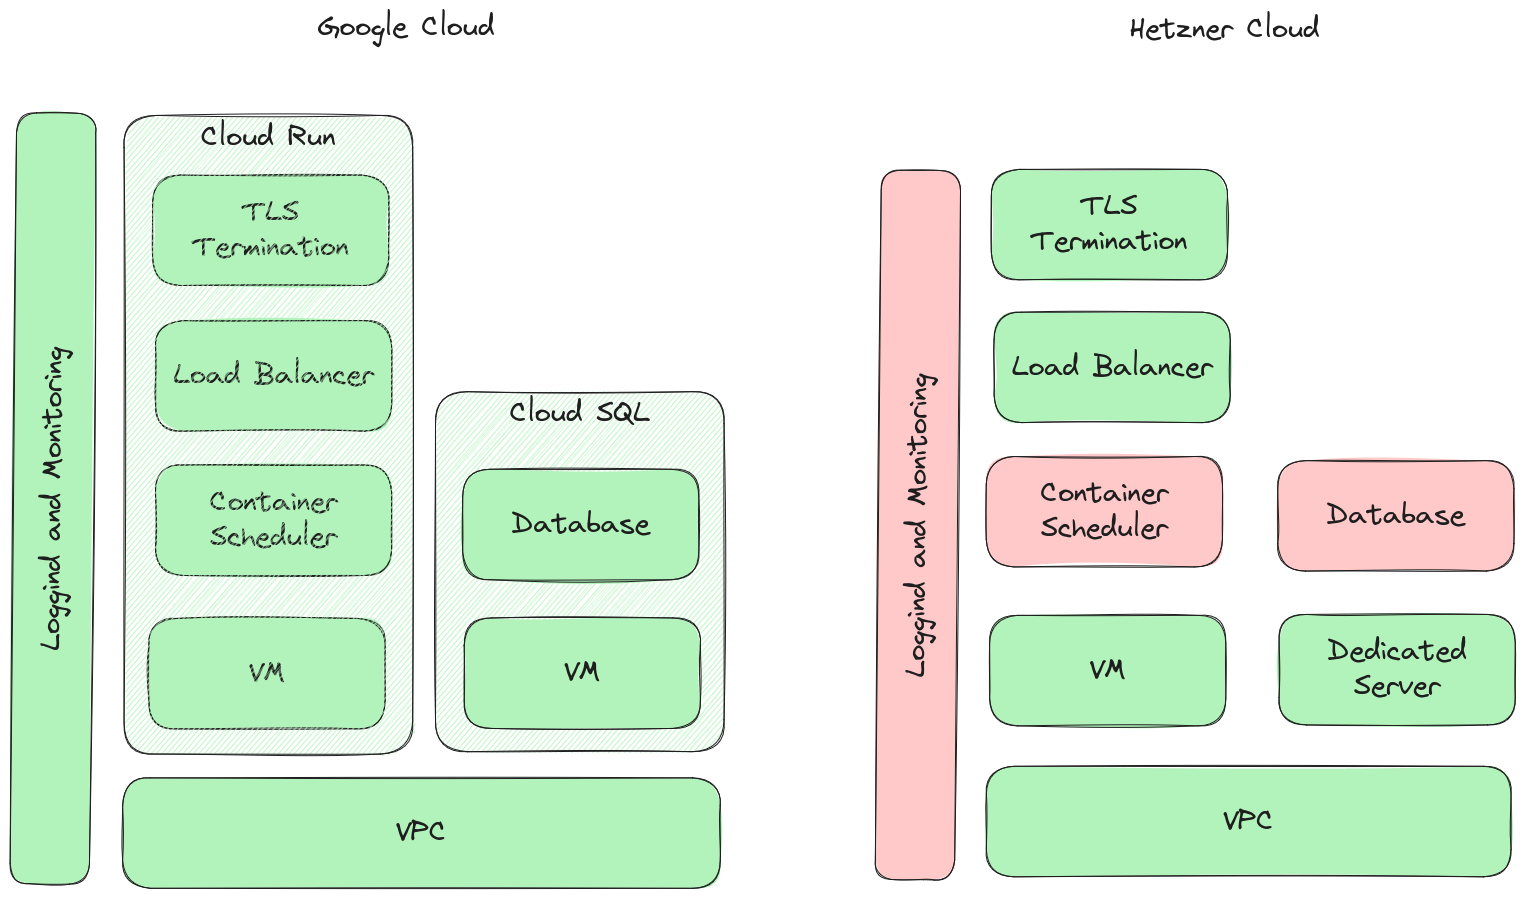 Google Cloud
Loggind and Monitoring
Cloud Run
TLS
Termination
Load Balancer
Container
Scheduler
VM
Cloud SQL
Database
VM
VPC
Hetzner Cloud
Loggind and Monitoring
TLS
Termination
Load Balancer
Container
Scheduler
Database
VM
Dedicated
Server
VPC